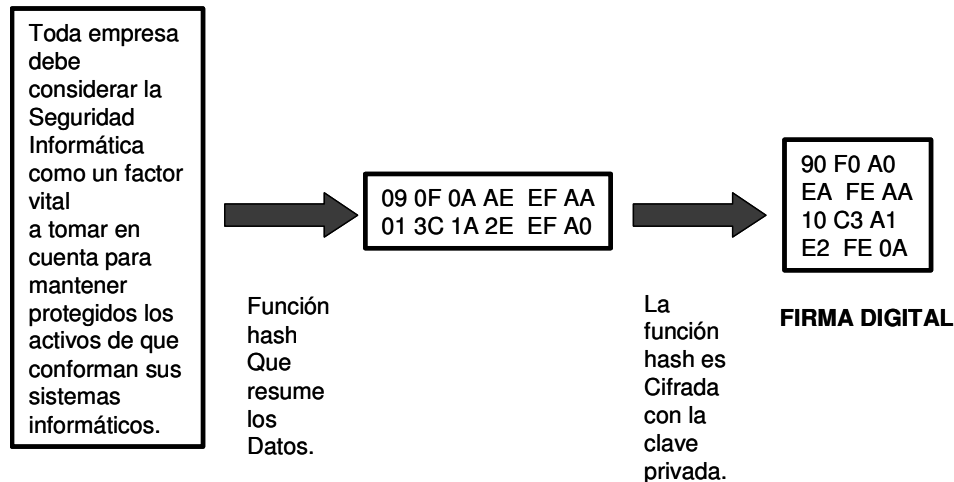 Toda empresa
debe
considerar la
Seguridad
Informática
como un factor
vital
a tomar en
cuenta para
mantener
protegidos los
activos de que
conforman sus
sistemas
informáticos.
Función
hash
Que
resume
los
Datos.
09 0F 0A AE EF AA
01 3C 1A 2E EF A0
La
función
hash es
Cifrada
con la
clave
privada.
90 F0 A0
EA FE AA
10 C3 A1
E2 FE 0A
FIRMA DIGITAL